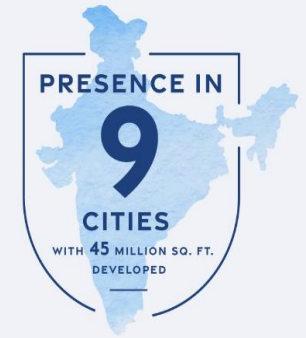 PRESENCE IN
9
CITIES
WITH 45 MILLION SQ. FT.
DEVELOPED